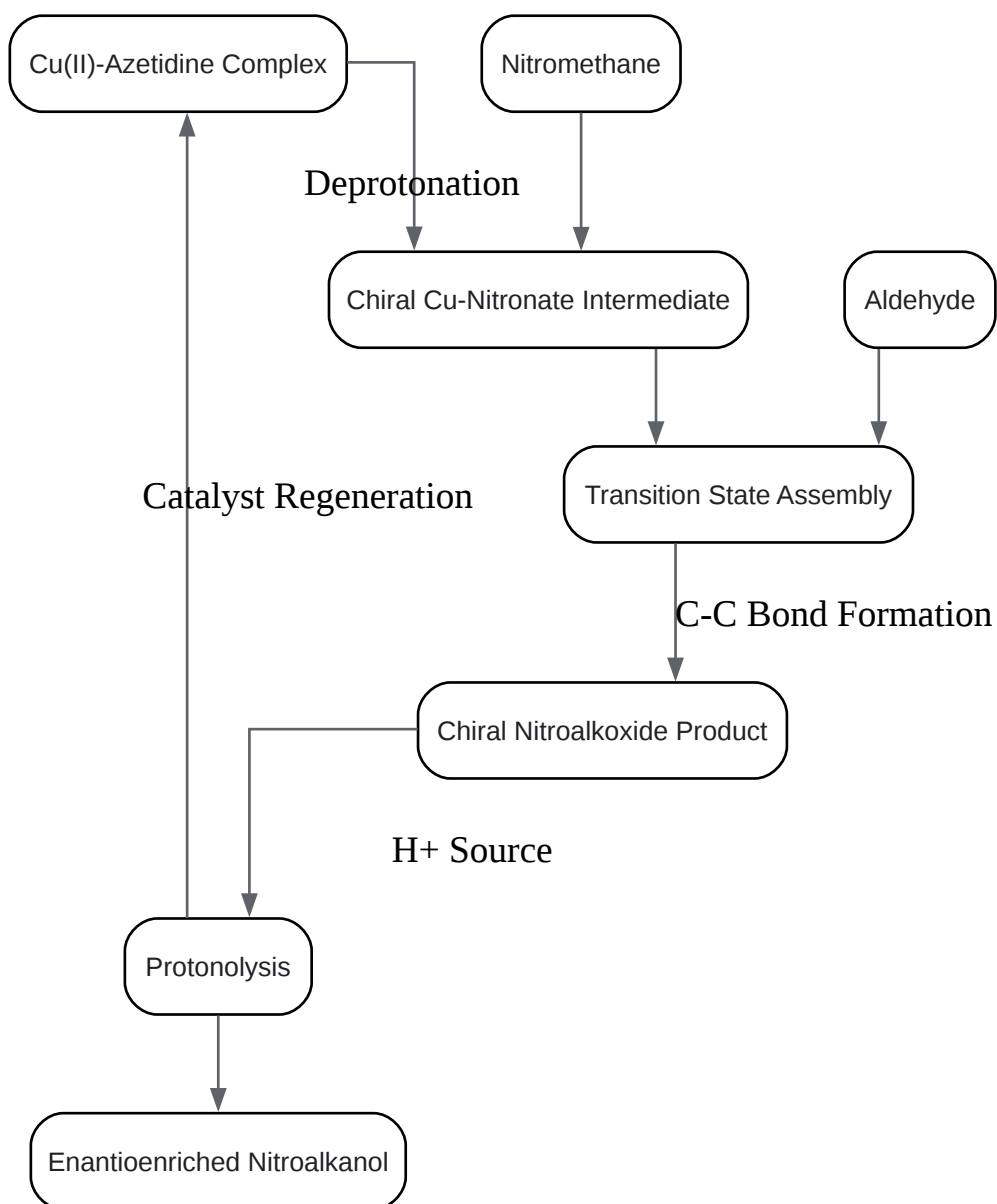 Cu(II)-Azetidine Complex
Nitromethane
Deprotonation
Chiral Cu-Nitronate Intermediate
Aldehyde
Catalyst Regeneration
Transition State Assembly
C-C Bond Formation
Chiral Nitroalkoxide Product
H+ Source
Protonolysis
Enantioenriched Nitroalkanol